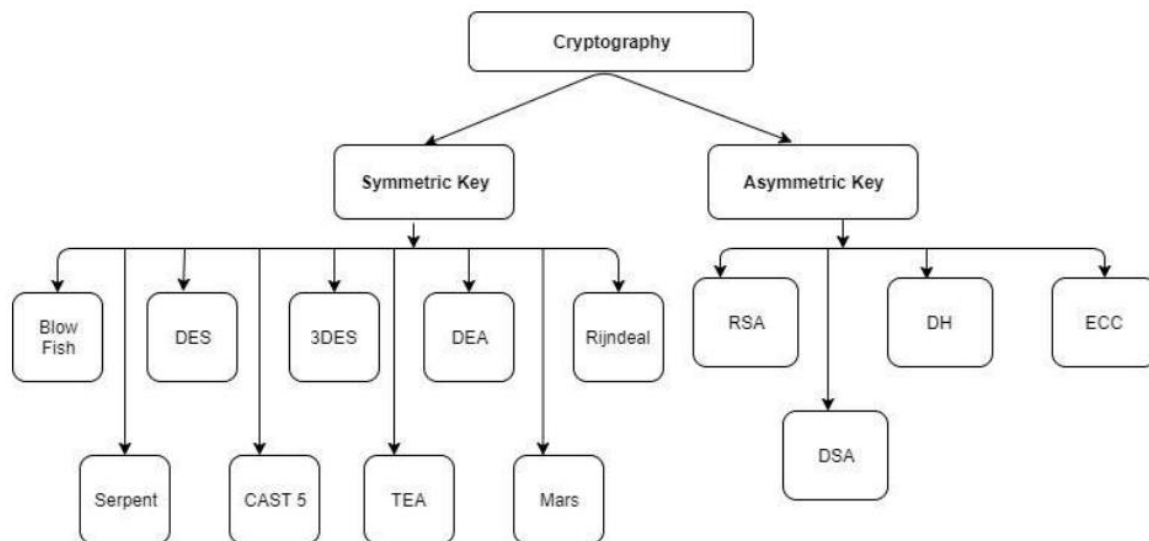 Cryptography
Symmetric Key
Asymmetric Key
Blow
Fish
DES
3DES
DEA
Rijndeal
RSA
DH
ECC
Serpent
CAST 5
TEA
Mars
DSA